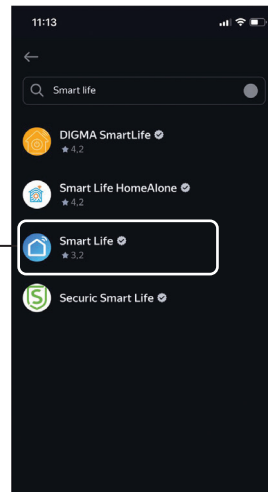 11:13
Smart life
DIGMA SmartLife
★ 4,2
Smart Life HomeAlone
★ 4,2
Smart Life
★ 3,2
Securic Smart Life